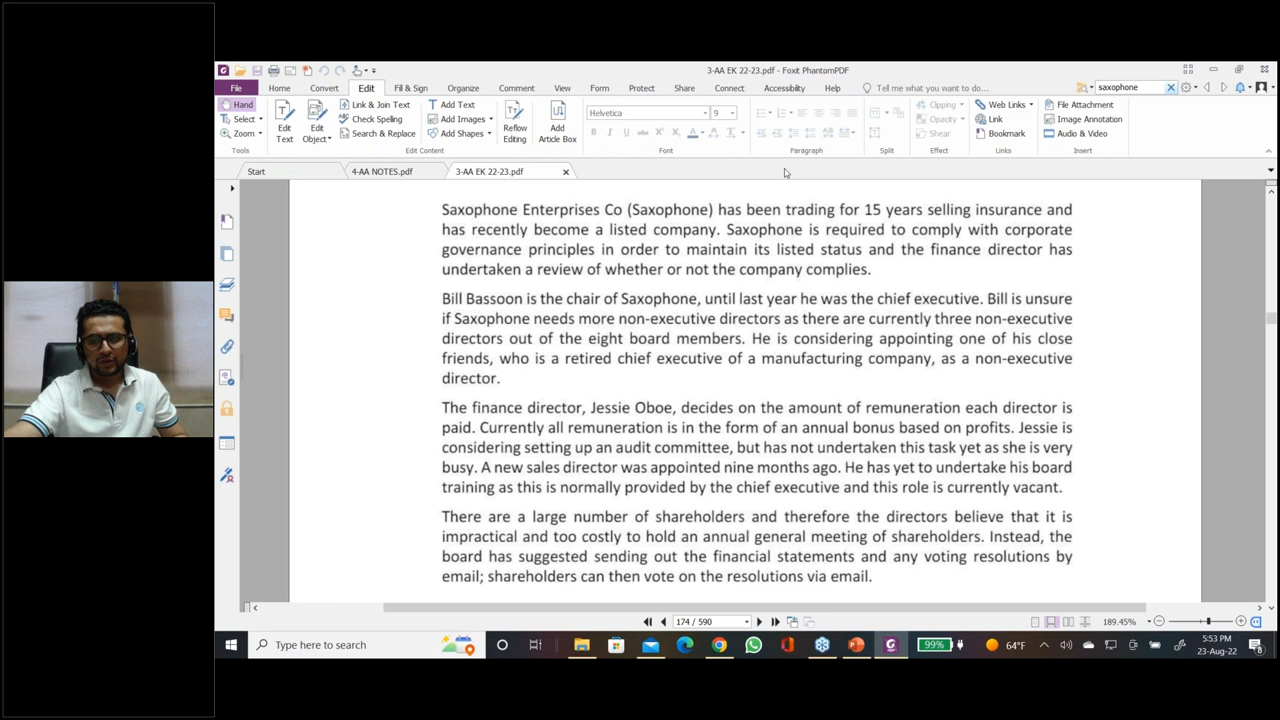 3-AA EK 22-23.pdf - Foxit PhantomPDF
File Home Convert Edit Fill & Sign Organize Comment View Form Protect Share Connect Accessibility Help Tell me what you want to do... saxophone
Hand
Select
Zoom
Tools
Edit Text
Edit Object
Link & Join Text
Check Spelling
Search & Replace
Add Text
Add Images
Add Shapes
Reflow Editing
Add Article Box
Edit Content
Helvetica 9
Font
Paragraph
Split
Clipping
Opacity
Shear
Effect
Web Links
Link
Bookmark
Links
File Attachment
Image Annotation
Audio & Video
Insert
Start 4-AA NOTES.pdf 3-AA EK 22-23.pdf
Saxophone Enterprises Co (Saxophone) has been trading for 15 years selling insurance and
has recently become a listed company. Saxophone is required to comply with corporate
governance principles in order to maintain its listed status and the finance director has
undertaken a review of whether or not the company complies.
Bill Bassoon is the chair of Saxophone, until last year he was the chief executive. Bill is unsure
if Saxophone needs more non-executive directors as there are currently three non-executive
directors out of the eight board members. He is considering appointing one of his close
friends, who is a retired chief executive of a manufacturing company, as a non-executive
director.
The finance director, Jessie Oboe, decides on the amount of remuneration each director is
paid. Currently all remuneration is in the form of an annual bonus based on profits. Jessie is
considering setting up an audit committee, but has not undertaken this task yet as she is very
busy. A new sales director was appointed nine months ago. He has yet to undertake his board
training as this is normally provided by the chief executive and this role is currently vacant.
There are a large number of shareholders and therefore the directors believe that it is
impractical and too costly to hold an annual general meeting of shareholders. Instead, the
board has suggested sending out the financial statements and any voting resolutions by
email; shareholders can then vote on the resolutions via email.
174 / 590 189.45%
Type here to search 99% 64°F 5:53 PM
23-Aug-22